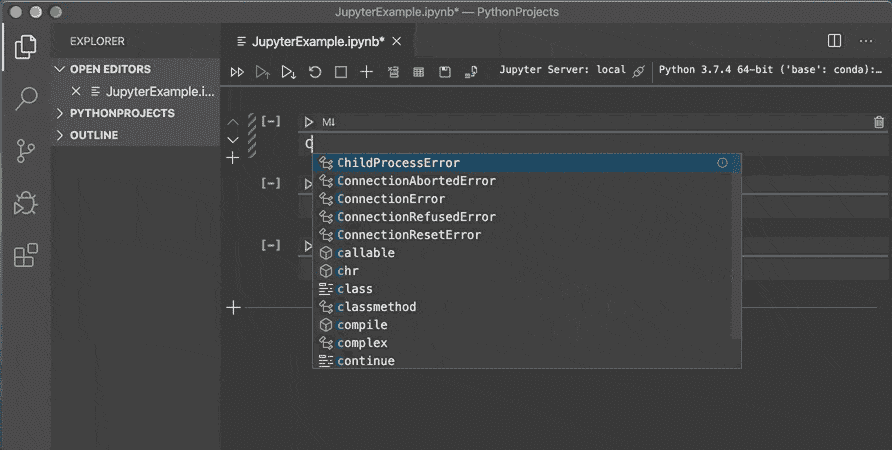 JupyterExample.ipynb* — PythonProjects
EXPLORER
OPEN EDITORS
JupyterExample.i...
PYTHONPROJECTS
OUTLINE
JupyterExample.ipynb*
Jupyter Server: local
Python 3.7.4 64-bit ('base': conda):...
[-]
M↓
c
ChildProcessError
ConnectionAbortedError
ConnectionError
ConnectionRefusedError
ConnectionResetError
callable
chr
class
classmethod
compile
complex
continue
[-]
[-]